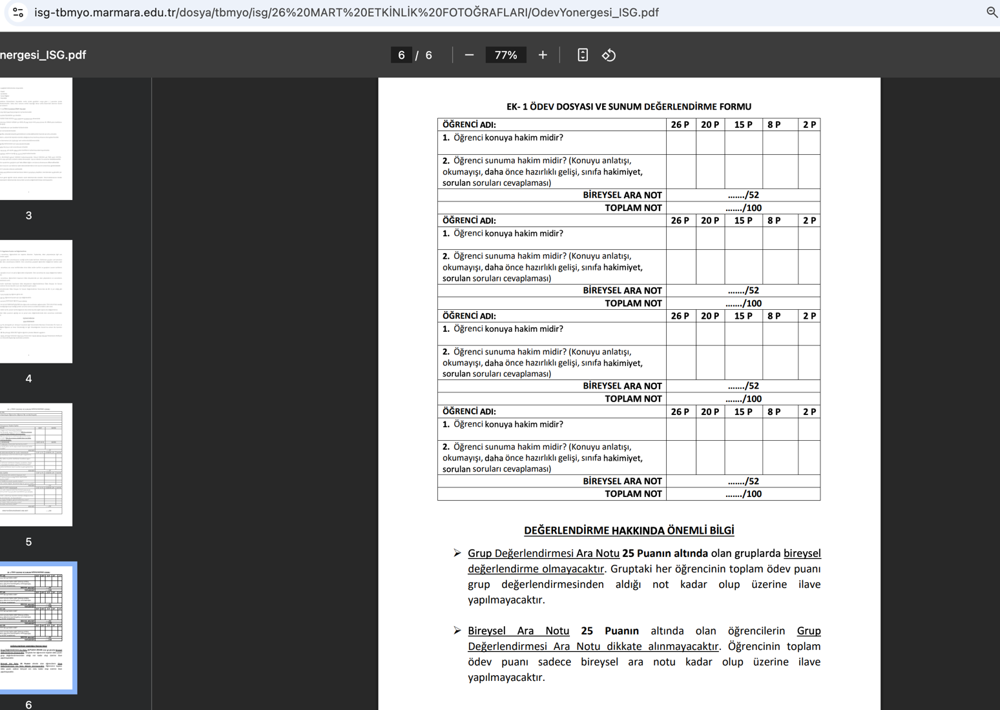 isg-tbmyo.marmara.edu.tr/dosya/tbmyo/isg/26%20MART%20ETKİNLİK%20FOTOĞRAFLARI/OdevYonergesi_ISG.pdf
nergesi_ISG.pdf
6 / 6
77%
3
4
5
6
EK- 1 ÖDEV DOSYASI VE SUNUM DEĞERLENDİRME FORMU
ÖĞRENCİ ADI: 26 P 20 P 15 P 8 P 2 P
1. Öğrenci konuya hakim midir?
2. Öğrenci sunuma hakim midir? (Konuyu anlatışı,
okumayışı, daha önce hazırlıklı gelişi, sınıfa hakimiyet,
sorulan soruları cevaplaması)
BİREYSEL ARA NOT ……./52
TOPLAM NOT ……./100
ÖĞRENCİ ADI: 26 P 20 P 15 P 8 P 2 P
1. Öğrenci konuya hakim midir?
2. Öğrenci sunuma hakim midir? (Konuyu anlatışı,
okumayışı, daha önce hazırlıklı gelişi, sınıfa hakimiyet,
sorulan soruları cevaplaması)
BİREYSEL ARA NOT ……./52
TOPLAM NOT ……./100
ÖĞRENCİ ADI: 26 P 20 P 15 P 8 P 2 P
1. Öğrenci konuya hakim midir?
2. Öğrenci sunuma hakim midir? (Konuyu anlatışı,
okumayışı, daha önce hazırlıklı gelişi, sınıfa hakimiyet,
sorulan soruları cevaplaması)
BİREYSEL ARA NOT ……./52
TOPLAM NOT ……./100
ÖĞRENCİ ADI: 26 P 20 P 15 P 8 P 2 P
1. Öğrenci konuya hakim midir?
2. Öğrenci sunuma hakim midir? (Konuyu anlatışı,
okumayışı, daha önce hazırlıklı gelişi, sınıfa hakimiyet,
sorulan soruları cevaplaması)
BİREYSEL ARA NOT ……./52
TOPLAM NOT ……./100
DEĞERLENDİRME HAKKINDA ÖNEMLİ BİLGİ
➢ Grup Değerlendirmesi Ara Notu 25 Puanın altında olan gruplarda bireysel
değerlendirme olmayacaktır. Gruptaki her öğrencinin toplam ödev puanı
grup değerlendirmesinden aldığı not kadar olup üzerine ilave
yapılmayacaktır.
➢ Bireysel Ara Notu 25 Puanın altında olan öğrencilerin Grup
Değerlendirmesi Ara Notu dikkate alınmayacaktır. Öğrencinin toplam
ödev puanı sadece bireysel ara notu kadar olup üzerine ilave
yapılmayacaktır.